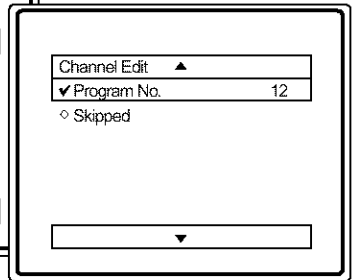 Channel Edit ▲
✔ Program No. 12
◇ Skipped
▼